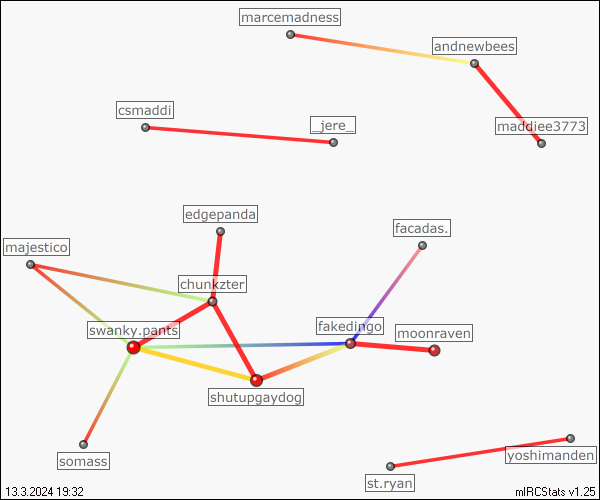 marcemadness
andnewbees
csmaddi
_jere_
maddiee3773
edgepanda
facadas.
majestico
chunkzter
swanky.pants
fakedingo
moonraven
shutupgaydog
somass
yoshimanden
st.ryan
13.3.2024 19:32
mIRCStats v1.25